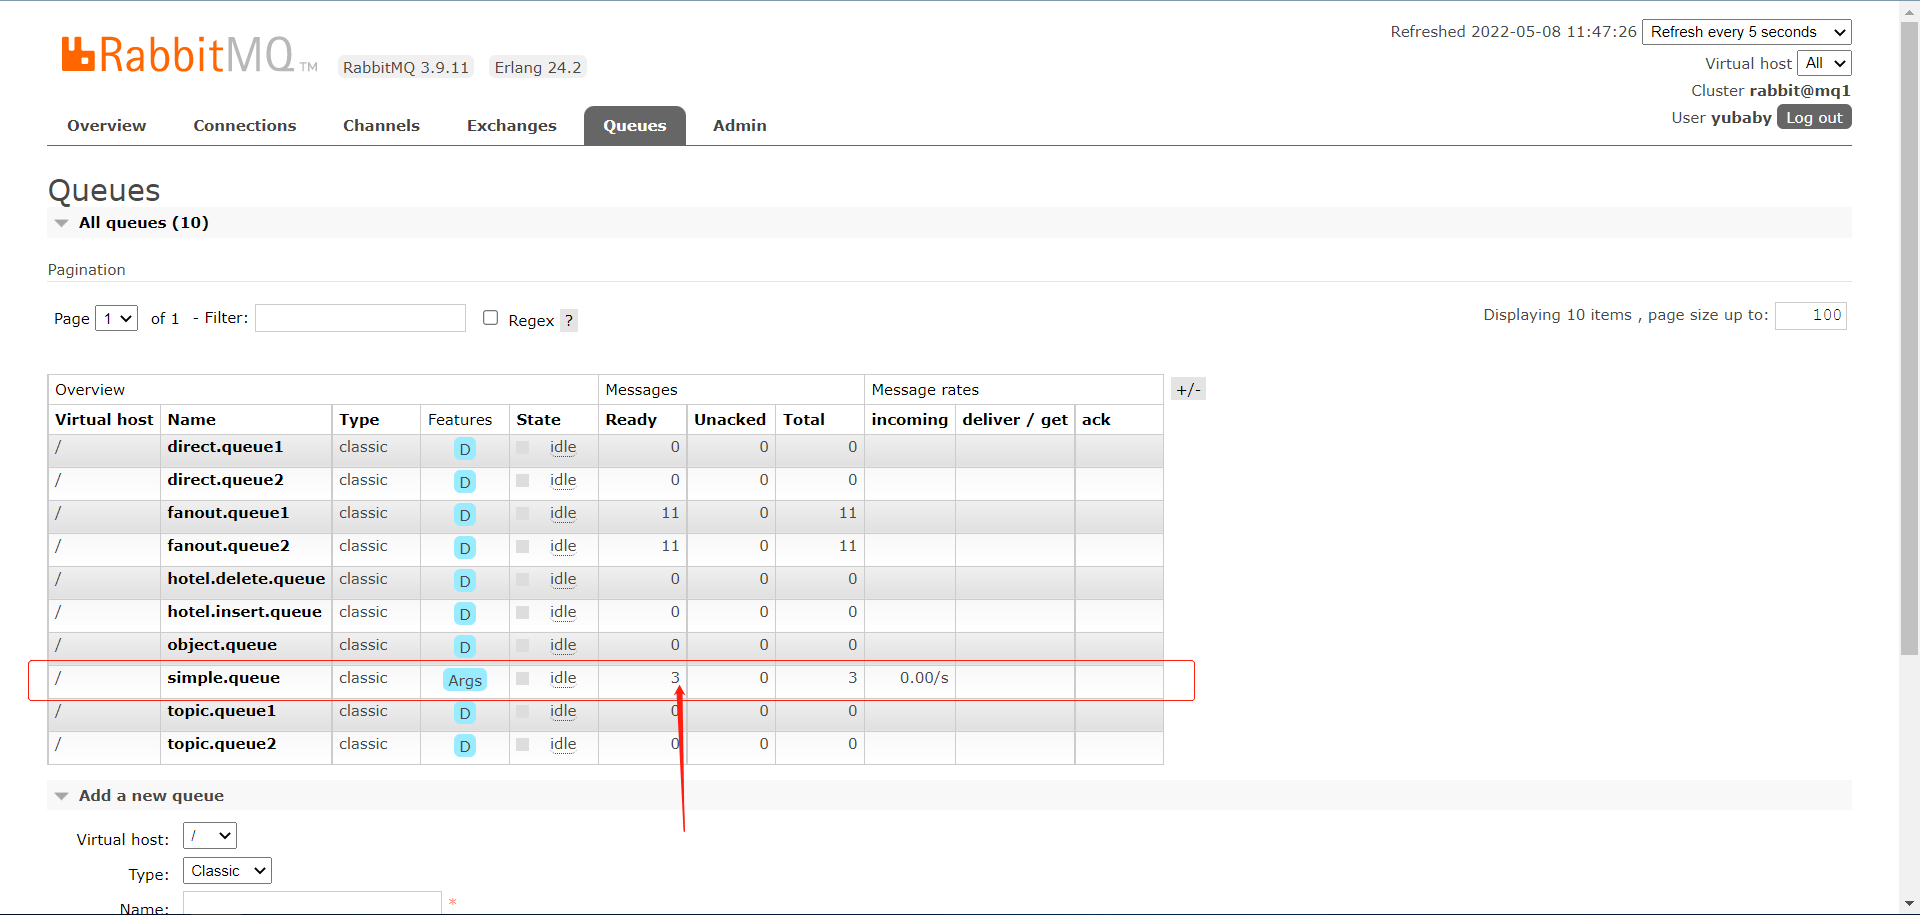 Refreshed 2022-05-08 11:47:26 Refresh every 5 seconds
RabbitMQ TM RabbitMQ 3.9.11 Erlang 24.2
Virtual host All
Cluster rabbit@mq1
User yubaby Log out
Overview Connections Channels Exchanges Queues Admin
Queues
All queues (10)
Pagination
Page 1 of 1 - Filter: Regex ? Displaying 10 items , page size up to: 100
Overview Messages Message rates +/-
Virtual host Name Type Features State Ready Unacked Total incoming deliver / get ack
/ direct.queue1 classic D idle 0 0 0
/ direct.queue2 classic D idle 0 0 0
/ fanout.queue1 classic D idle 11 0 11
/ fanout.queue2 classic D idle 11 0 11
/ hotel.delete.queue classic D idle 0 0 0
/ hotel.insert.queue classic D idle 0 0 0
/ object.queue classic D idle 0 0 0
/ simple.queue classic Args idle 3 0 3 0.00/s
/ topic.queue1 classic D idle 0 0 0
/ topic.queue2 classic D idle 0 0 0
Add a new queue
Virtual host: /
Type: Classic
Name: *